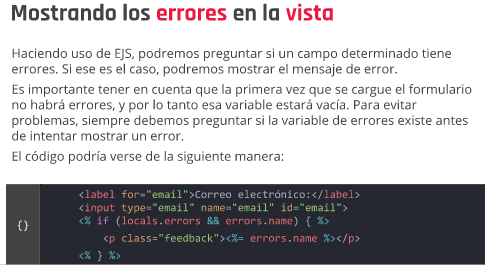 Mostrando los errores en la vista
Haciendo uso de EJS, podremos preguntar si un campo determinado tiene
errores. Si ese es el caso, podremos mostrar el mensaje de error.
Es importante tener en cuenta que la primera vez que se cargue el formulario
no habrá errores, y por lo tanto esa variable estará vacía. Para evitar
problemas, siempre debemos preguntar si la variable de errores existe antes
de intentar mostrar un error.
El código podría verse de la siguiente manera:
{}
<label for="email">Correo electrónico:</label>
<input type="email" name="email" id="email">
<% if (locals.errors && errors.name) { %>
<p class="feedback"><%= errors.name %></p>
<% } %>